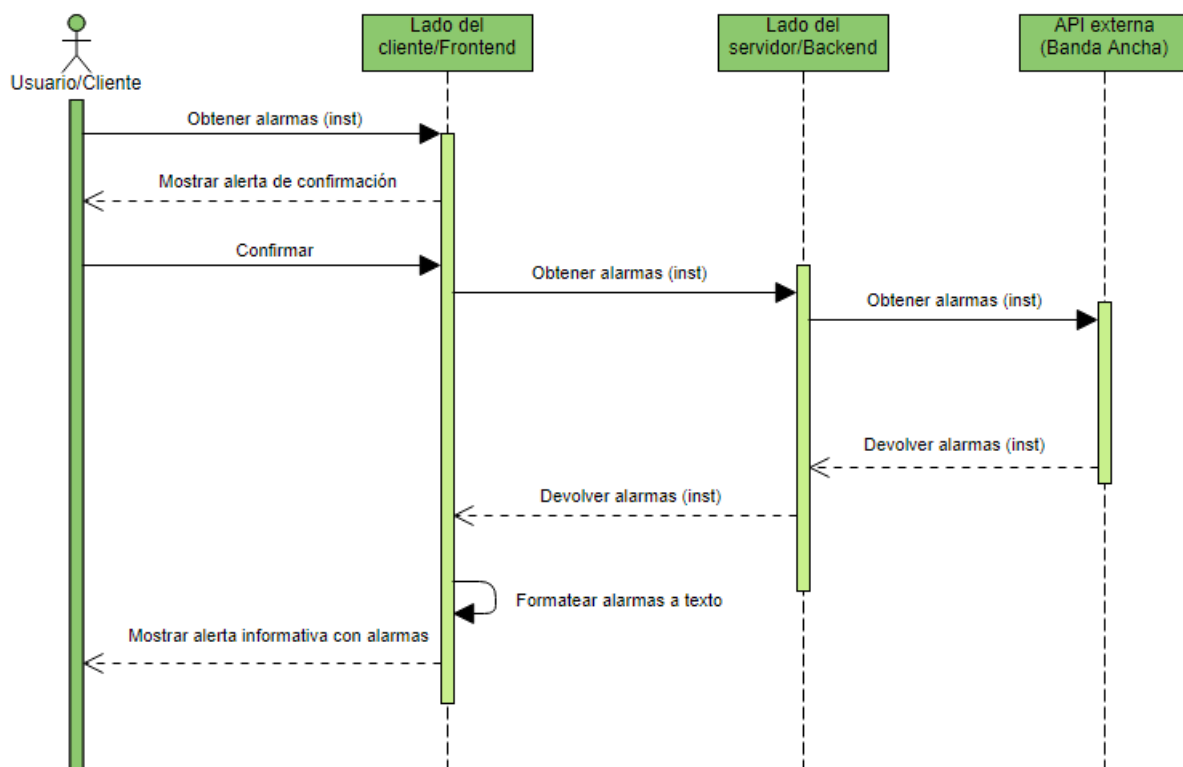 Lado del
cliente/Frontend
Lado del
servidor/Backend
API externa
(Banda Ancha)
Usuario/Cliente
Obtener alarmas (inst)
Mostrar alerta de confirmación
Confirmar
Obtener alarmas (inst)
Obtener alarmas (inst)
Devolver alarmas (inst)
Devolver alarmas (inst)
Formatear alarmas a texto
Mostrar alerta informativa con alarmas